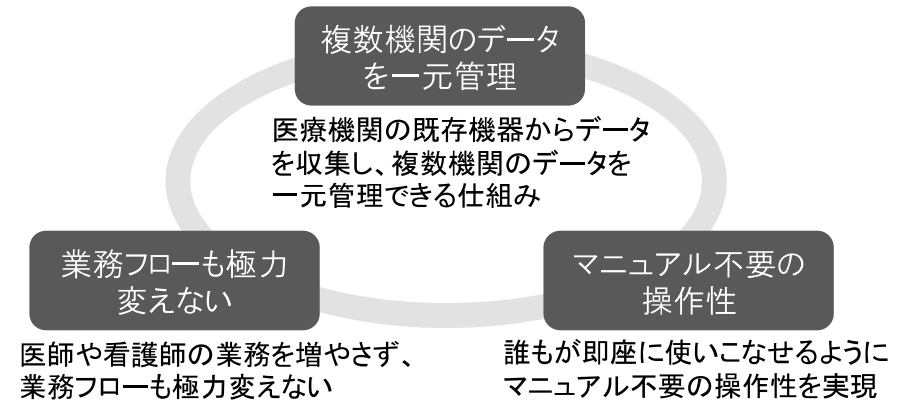 複数機関のデータ
を一元管理
医療機関の既存機器からデータ
を収集し、複数機関のデータを
一元管理できる仕組み
業務フローも極力
変えない
医師や看護師の業務を増やさず、
業務フローも極力変えない
マニュアル不要の
操作性
誰もが即座に使いこなせるように
マニュアル不要の操作性を実現